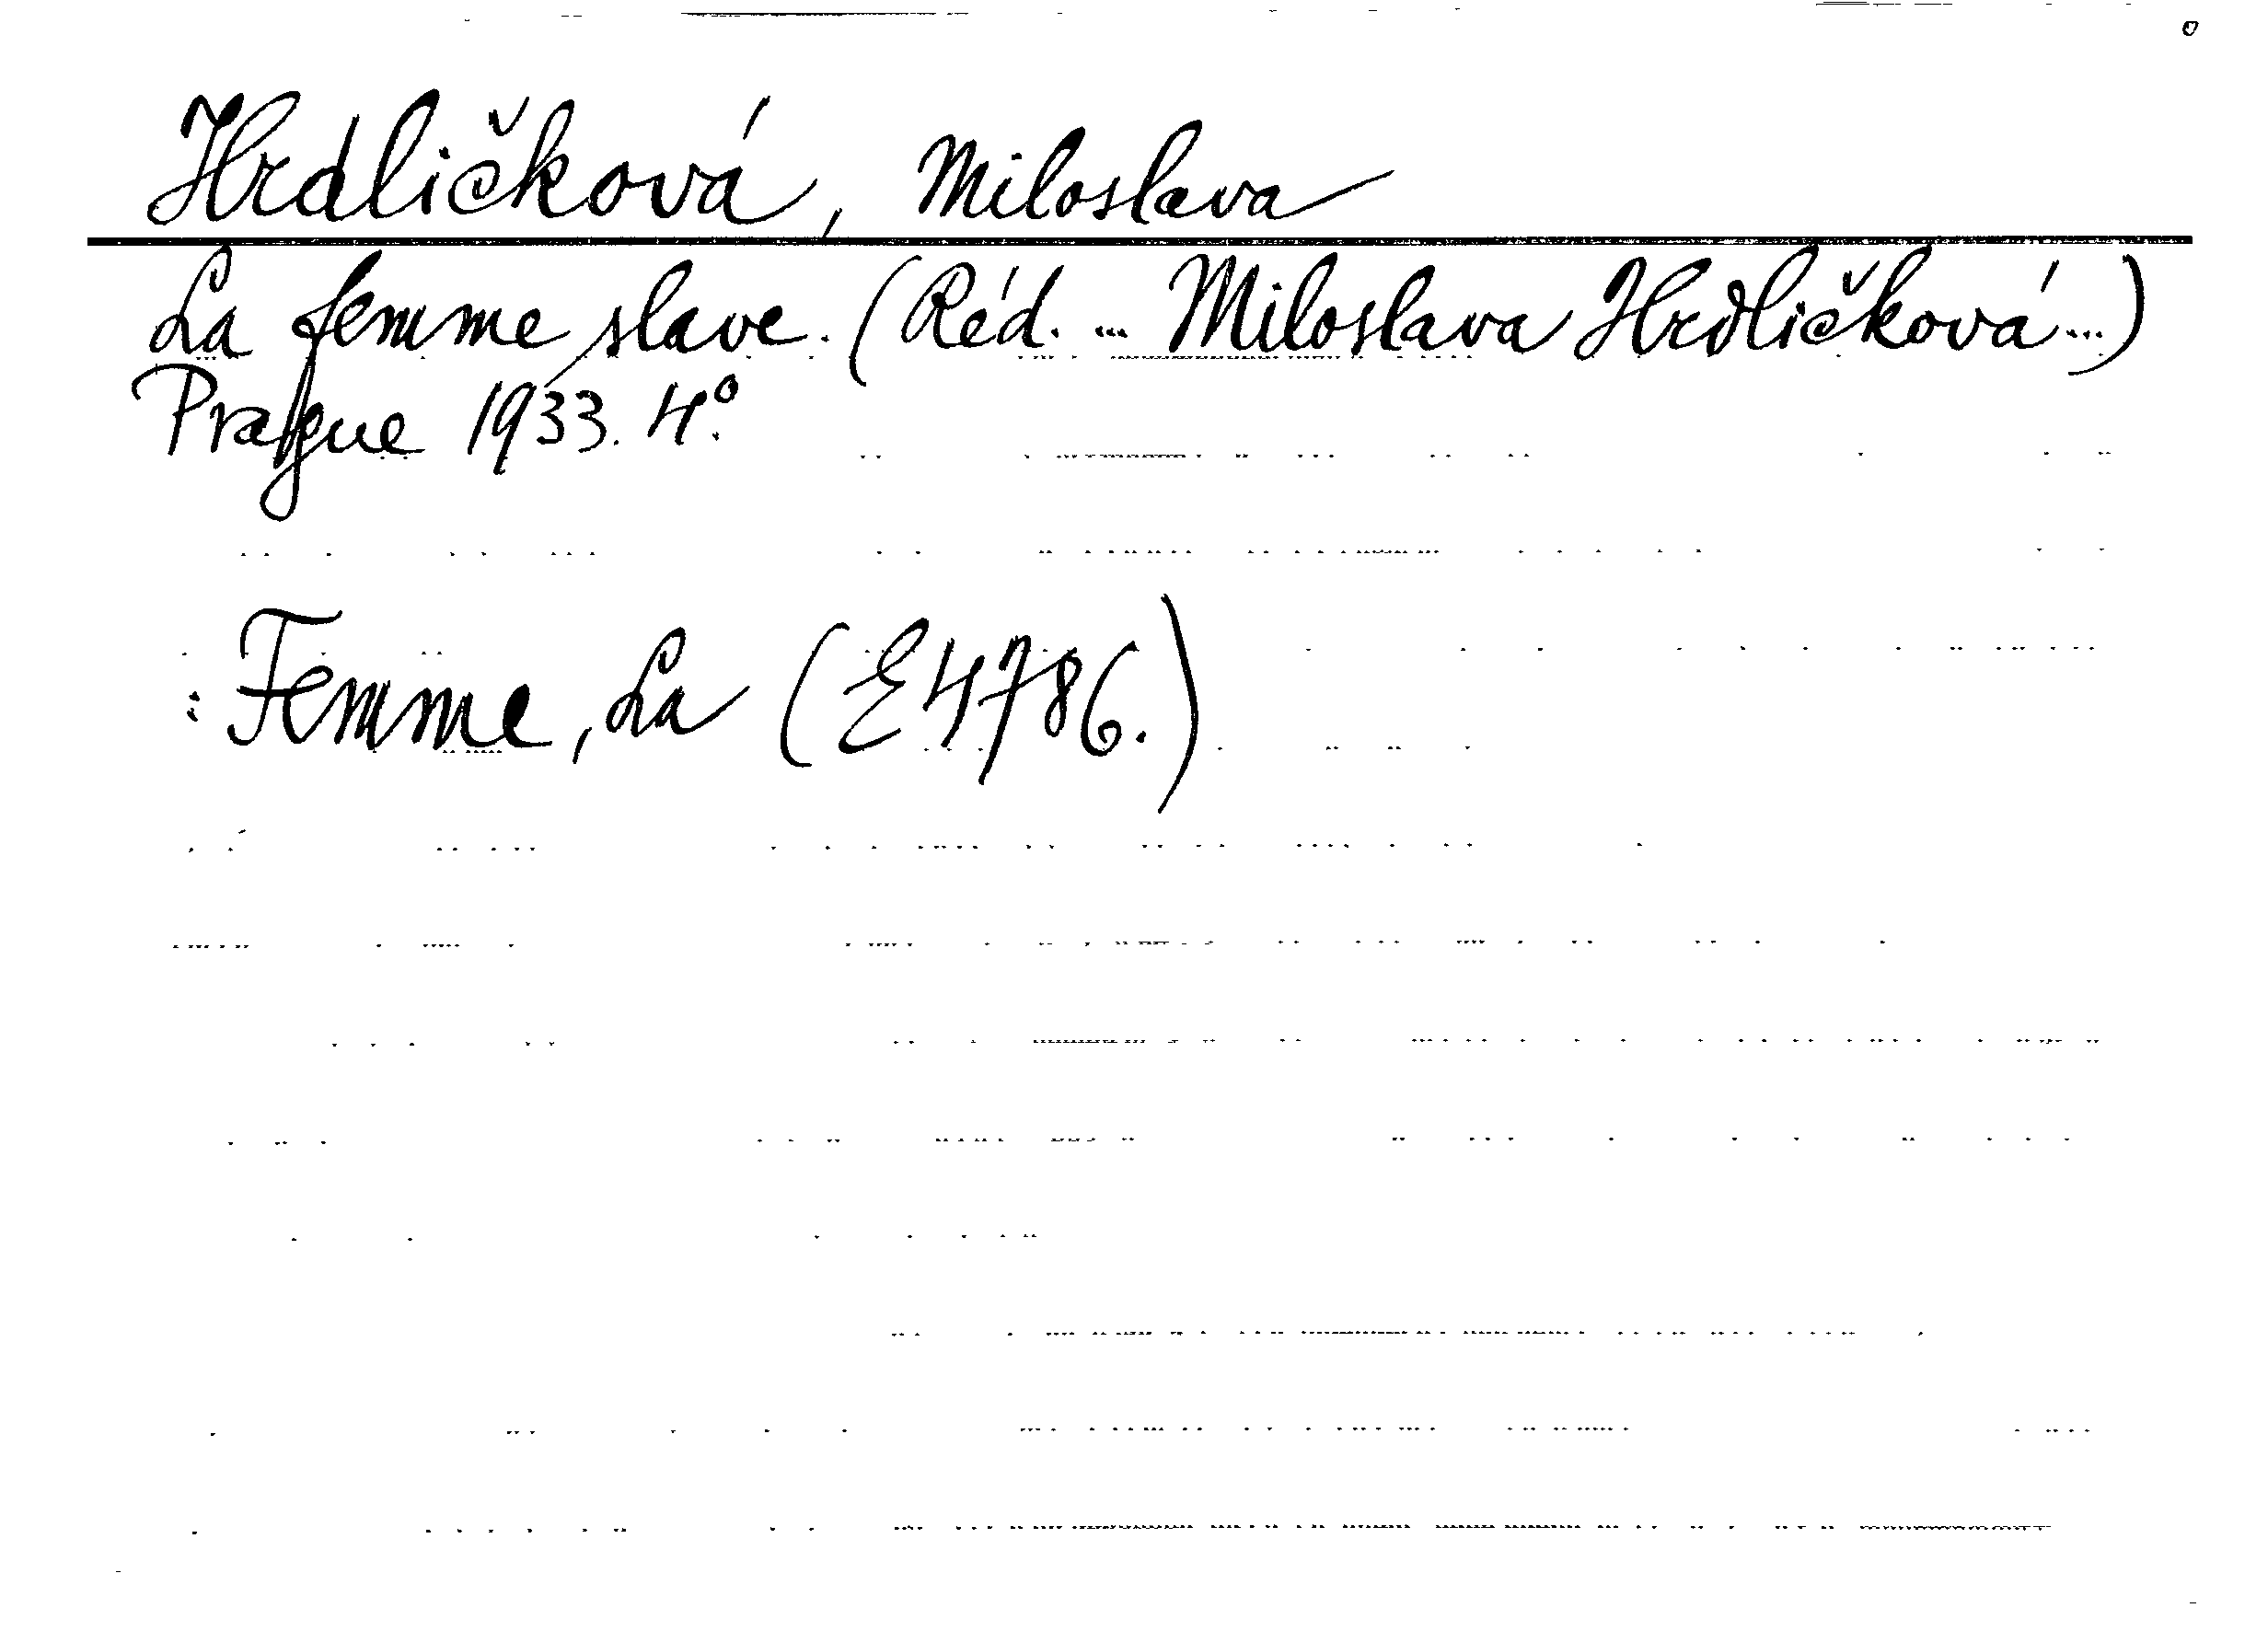 Hrdličková, Miloslava
La femme slave. (Réd. ... Miloslava Hrdličková ...)
Prague 1933. 4°.
: Femme, La (E 4786.)